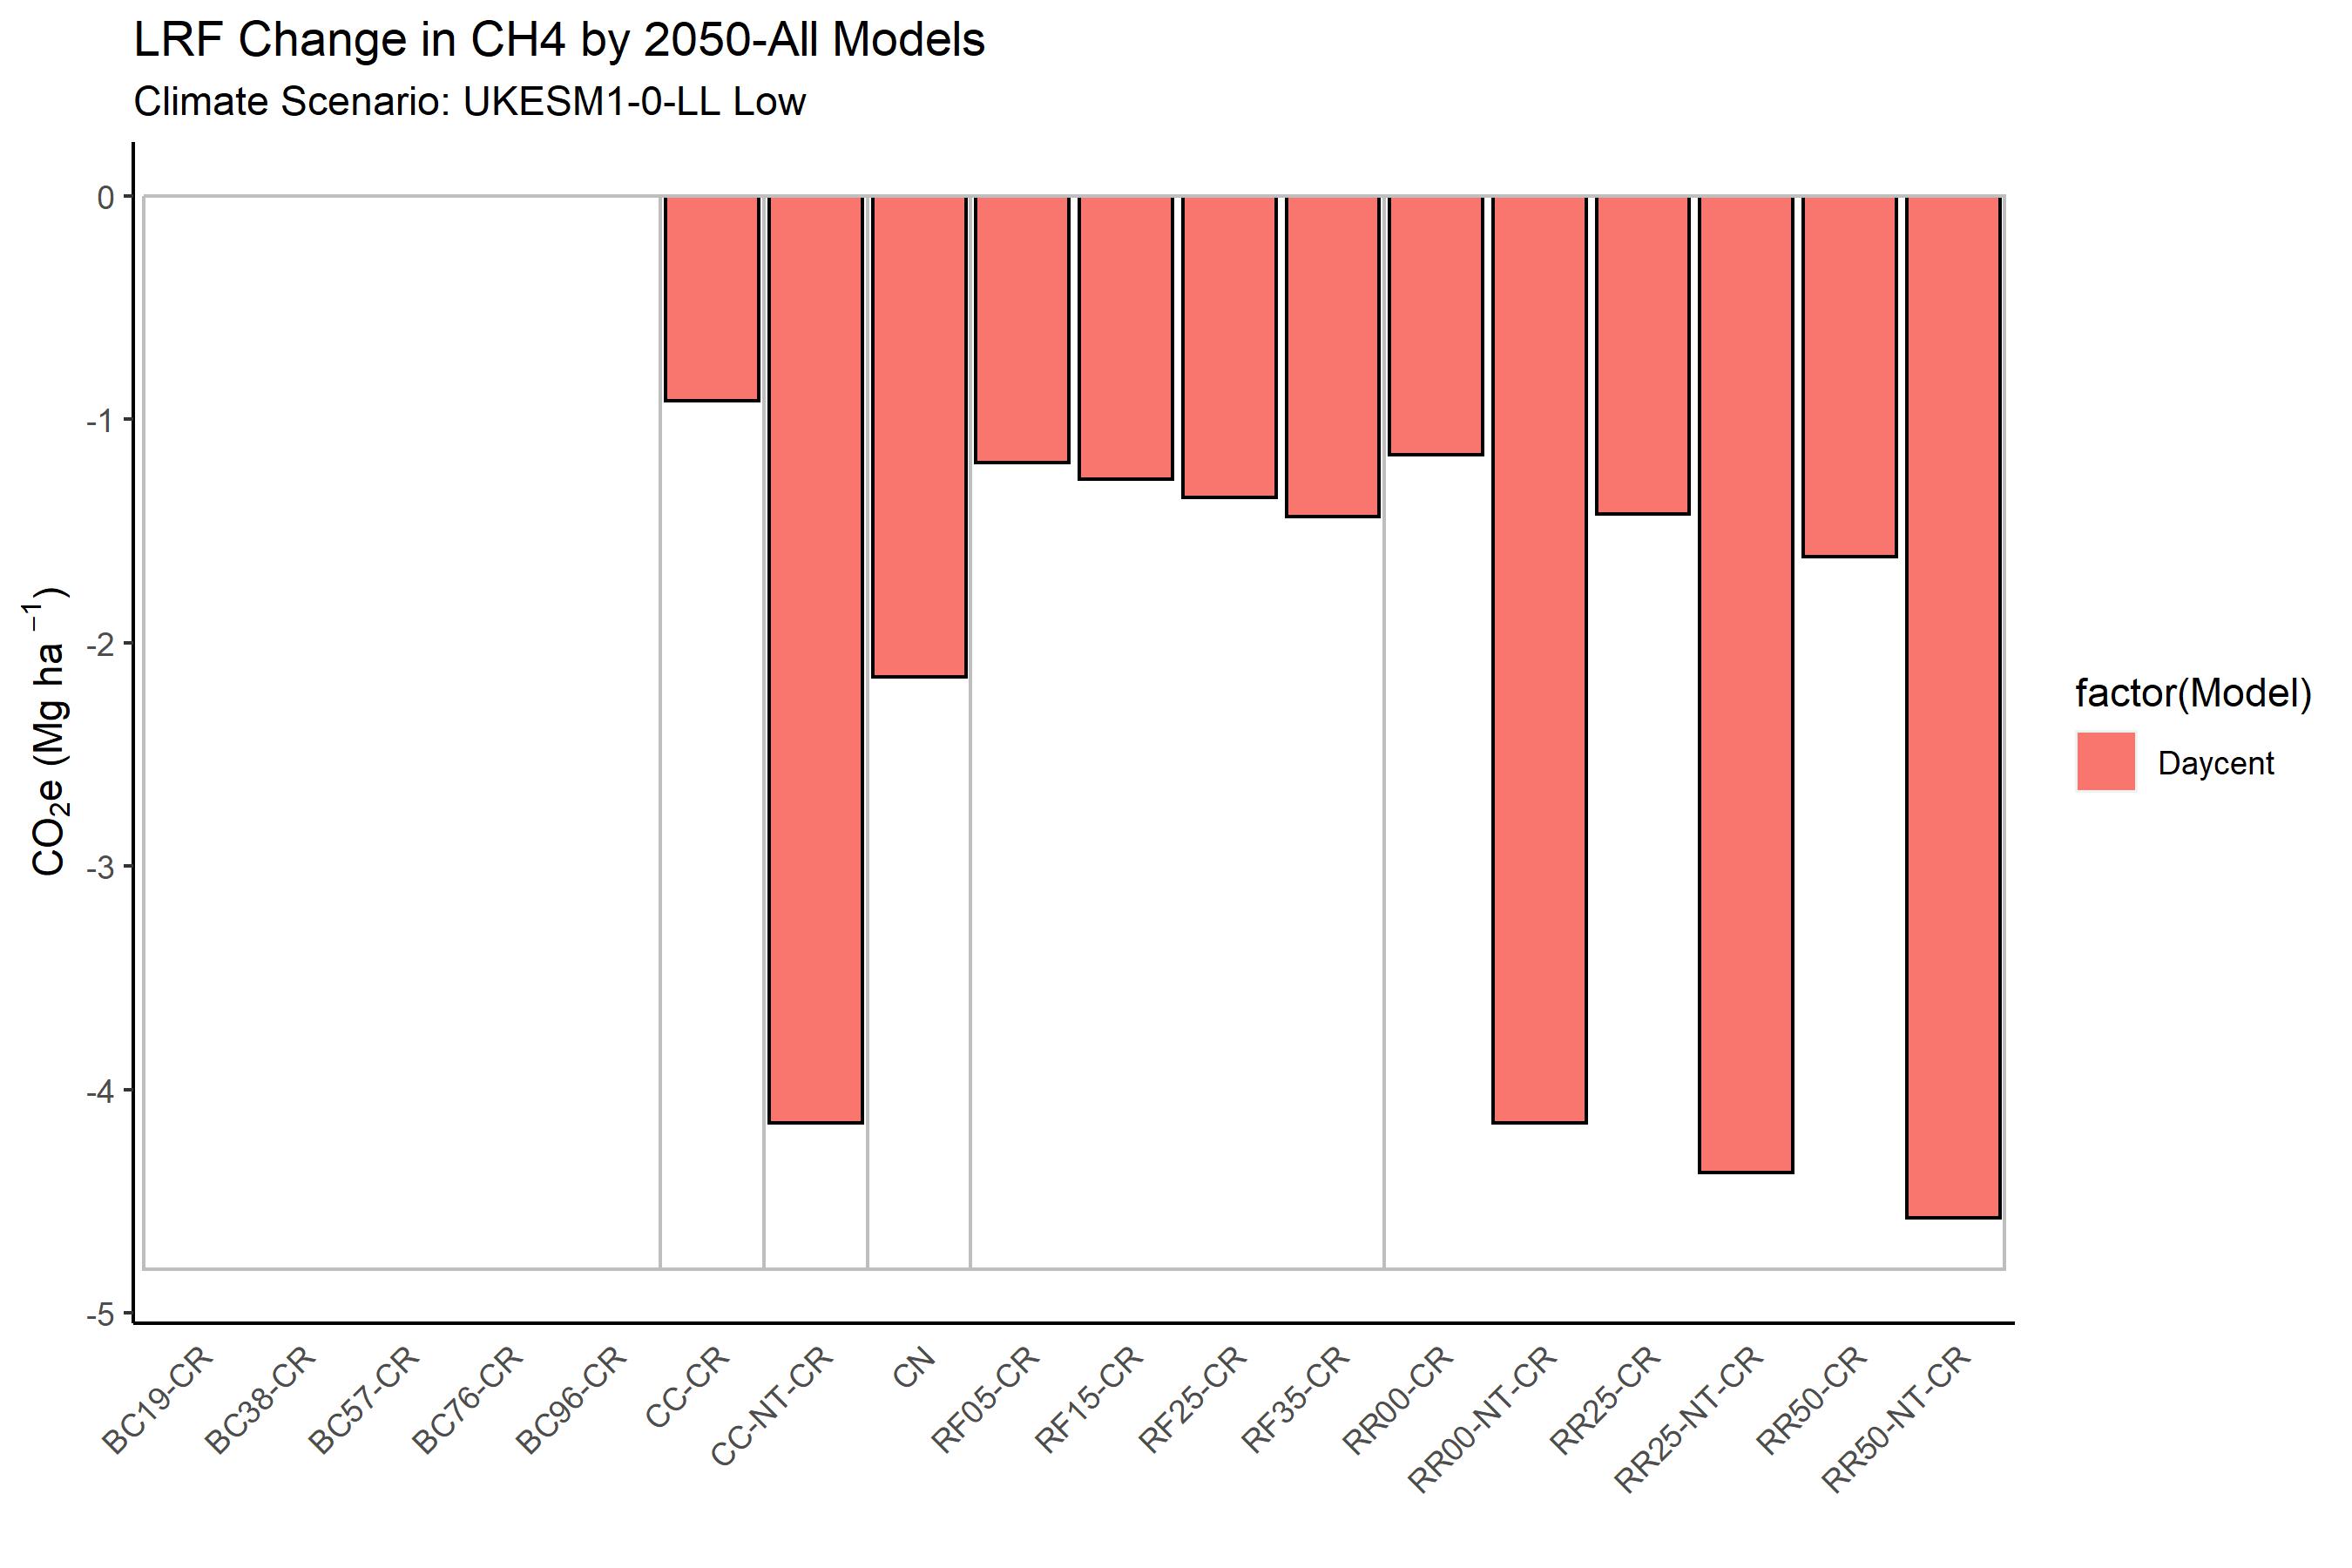 LRF Change in CH4 by 2050-All Models
Climate Scenario: UKESM1-0-LL Low
CO₂e (Mg ha ⁻¹)
0
-1
-2
-3
-4
-5
BC19-CR
BC38-CR
BC57-CR
BC76-CR
BC96-CR
CC-CR
CC-NT-CR
CN
RF05-CR
RF15-CR
RF25-CR
RF35-CR
RR00-CR
RR00-NT-CR
RR25-CR
RR25-NT-CR
RR50-CR
RR50-NT-CR
factor(Model)
Daycent